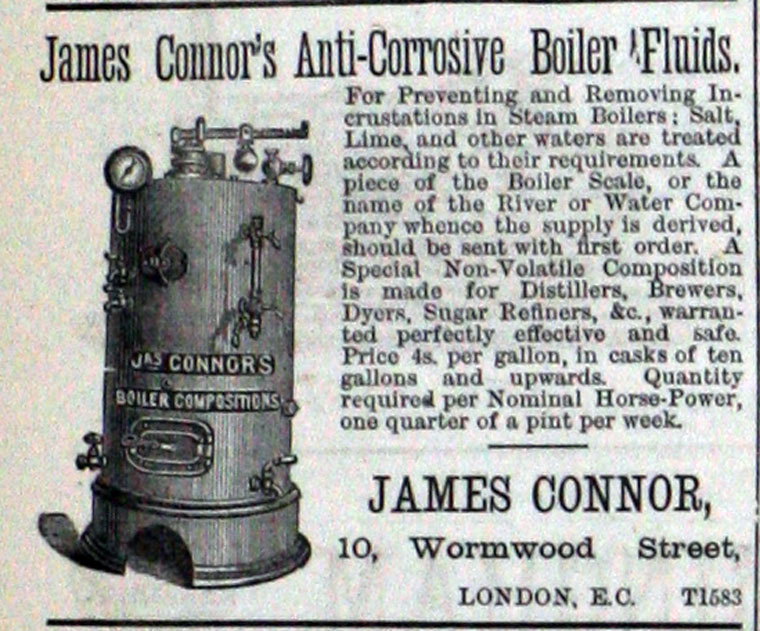 James Connor's Anti-Corrosive Boiler Fluids.
For Preventing and Removing In-
crustations in Steam Boilers; Salt,
Lime, and other waters are treated
according to their requirements. A
piece of the Boiler Scale, or the
name of the River or Water Com-
pany whence the supply is derived,
should be sent with first order. A
Special Non-Volatile Composition
is made for Distillers, Brewers,
Dyers, Sugar Refiners, &c., warran-
ted perfectly effective and safe.
Price 4s. per gallon, in casks of ten
gallons and upwards. Quantity
required per Nominal Horse-Power,
one quarter of a pint per week.
JAS CONNORS
BOILER COMPOSITIONS
JAMES CONNOR,
10, Wormwood Street,
LONDON, E.C. T1583